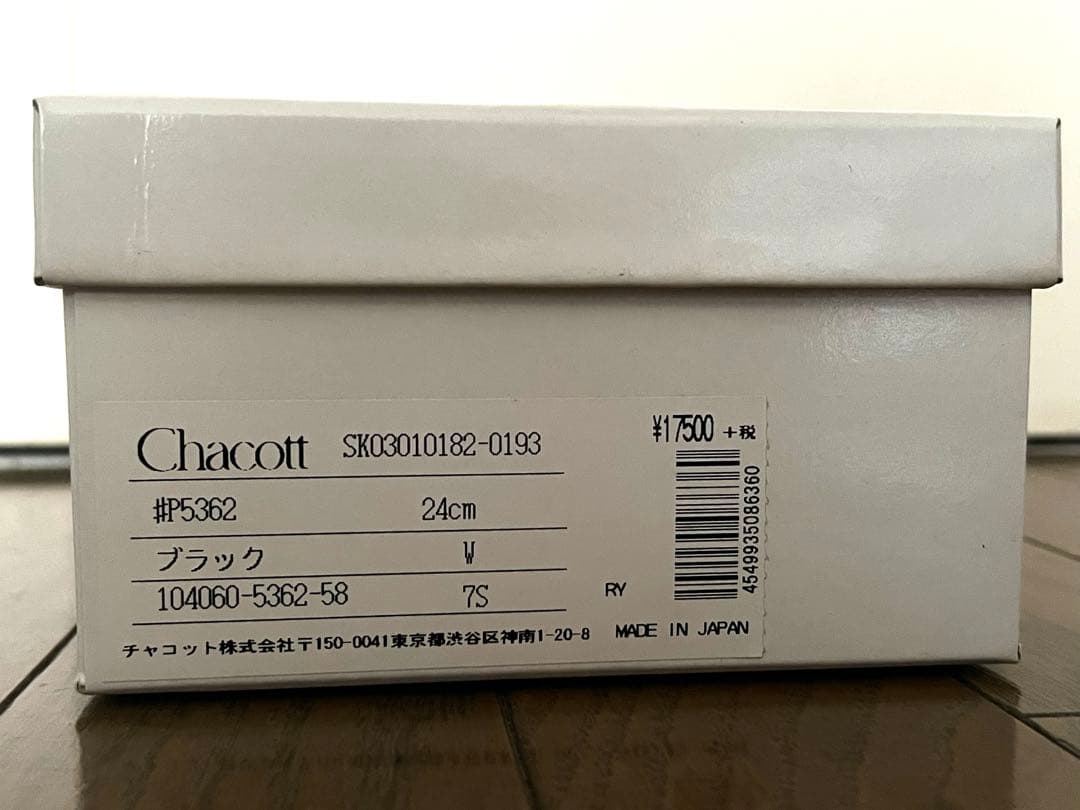 Chacott SK03010182-0193
¥17500 +税
#P5362 24cm
ブラック W
104060-5362-58 7S
4549935086360
RY
チャコット株式会社〒150-0041東京都渋谷区神南1-20-8
MADE IN JAPAN